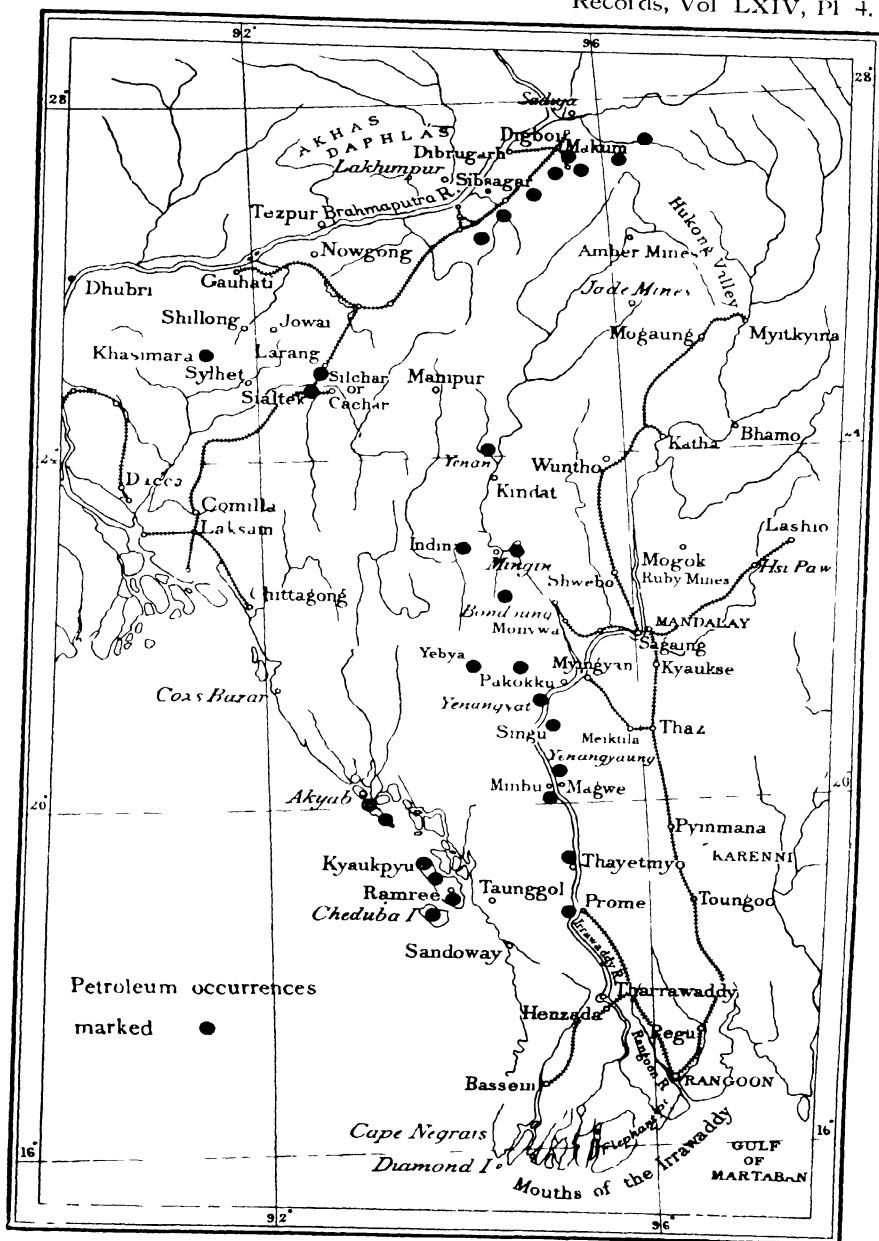 Records, Vol LXIV, Pl 4.
92°
96°
28°
28°
Sadiya
AKHAS
DAPHLAS
Digboi
Dibrugarh
Makum
Lakhimpur
Sibsagar
Tezpur
Brahmaputra R.
Hukong Valley
Nowgong
Amber Mines
Dhubri
Gauhati
Jade Mines
Shillong
Jowai
Mogaung
Myitkyina
Khasimara
Larang
Sylhet
Silchar
or
Cachar
Manipur
Sialtek
Bhamo
Katha
24°
24
Yenan
Wuntho
Dacca
Kindat
Comilla
Laksam
Lashio
Indin
Mingin
Mogok
Ruby Mines
Hsi Paw
Shwebo
Chittagong
Monywa
MANDALAY
Sagaing
Yebya
Myingyan
Kyaukse
Pakokku
Coxs Bazar
Yenangyat
Singu
Meiktila
Thaz
Yenangyaung
Akyab
Minbu
Magwe
20°
20
Pyinmana
KARENNI
Kyaukpyu
Thayetmyo
Ramree
Taunggol
Prome
Toungoo
Cheduba I
Irrawaddy R.
Sandoway
Petroleum occurrences
marked
Tharrawaddy
Henzada
Pegu
Rangoon R.
Bassein
RANGOON
Cape Negrais
Elephant Pt
16°
16°
Diamond I
Mouths of the Irrawaddy
GULF
OF
MARTABAN
92°
96°